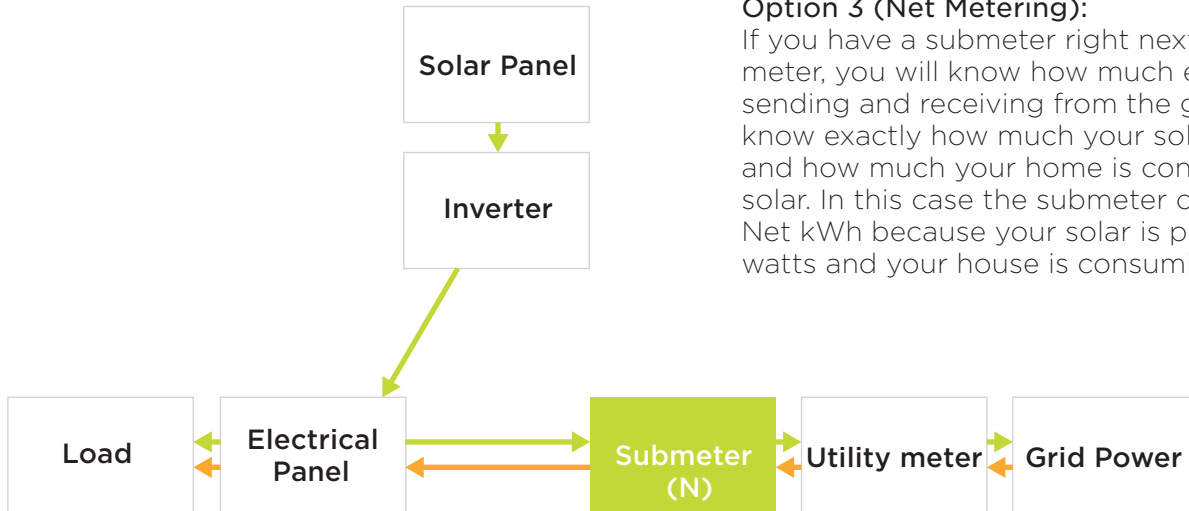 Option 3 (Net Metering):
If you have a submeter right next
meter, you will know how much e
sending and receiving from the g
know exactly how much your sol
and how much your home is con
solar. In this case the submeter c
Net kWh because your solar is p
watts and your house is consum
Solar Panel
Inverter
Load
Electrical
Panel
Submeter
(N)
Utility meter
Grid Power